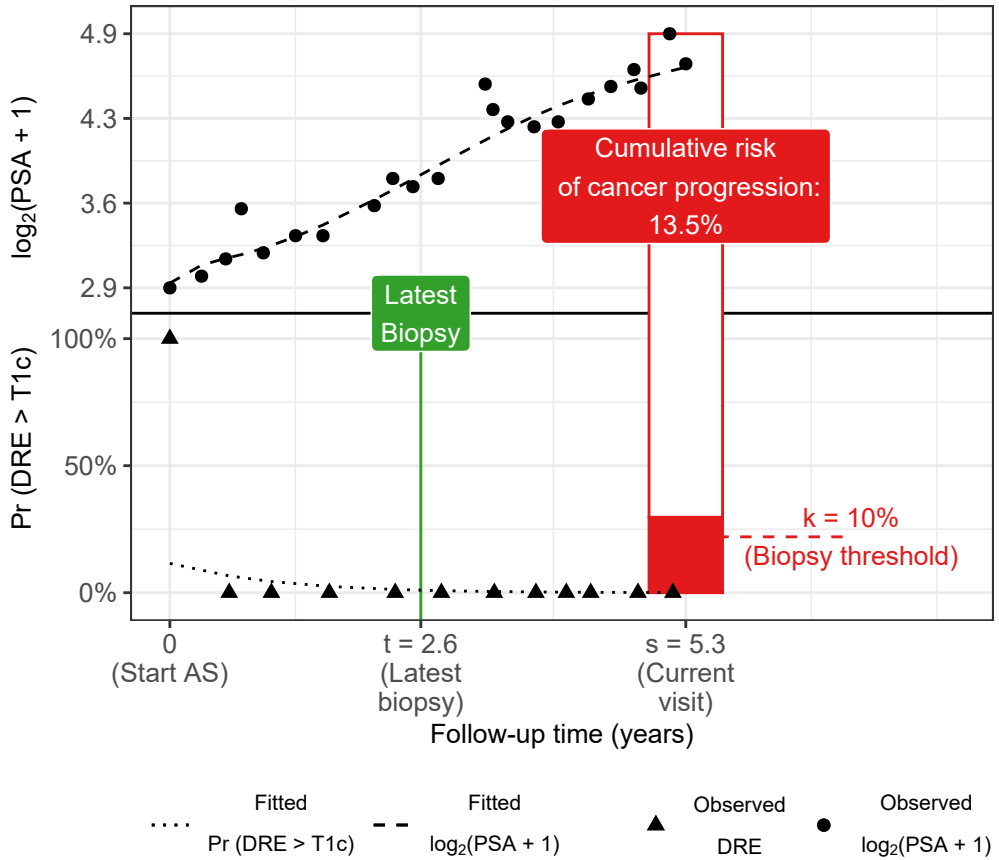 log₂(PSA + 1)
4.9
4.3
3.6
2.9
Cumulative risk
of cancer progression:
13.5%
Latest
Biopsy
Pr (DRE > T1c)
100%
50%
0%
k = 10%
(Biopsy threshold)
0
(Start AS)
t = 2.6
(Latest
biopsy)
s = 5.3
(Current
visit)
Follow-up time (years)
Fitted
Pr (DRE > T1c)
Fitted
log₂(PSA + 1)
Observed
DRE
Observed
log₂(PSA + 1)